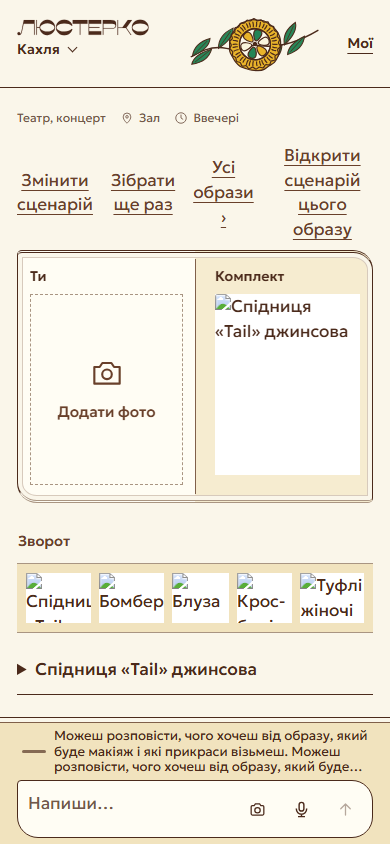 ЛЮСТЕРКО
Кахля
Мої
Театр, концерт Зал Ввечері
Змінити
сценарій
Зібрати
ще раз
Усі
образи
›
Відкрити
сценарій
цього
образу
Ти
Комплект
Додати фото
Спідниця
«Tail» джинсова
Зворот
Бомбер
Блуза
Крос-
Туфлі
жіночі
Спідниця «Tail» джинсова
Можеш розповісти, чого хочеш від образу, який
буде макіяж і які прикраси візьмеш. Можеш
розповісти, чого хочеш від образу, який буде…
Напиши…